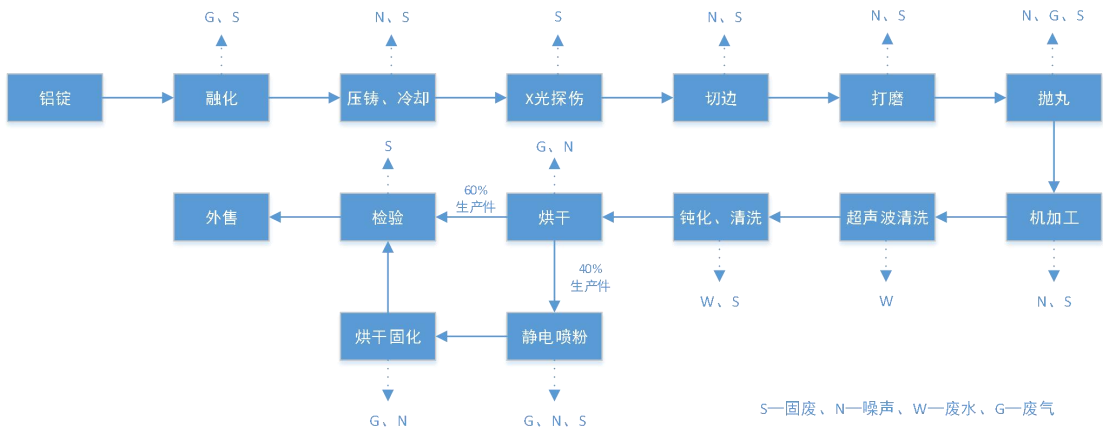 G、S
N、S
S
N、S
N、S
N、G、S
铝锭
融化
压铸、冷却
X光探伤
切边
打磨
抛丸
S
G、N
60%
生产件
外售
检验
烘干
钝化、清洗
超声波清洗
机加工
40%
生产件
W、S
W
N、S
烘干固化
静电喷粉
G、N
G、N、S
S—固废、N—噪声、W—废水、G—废气